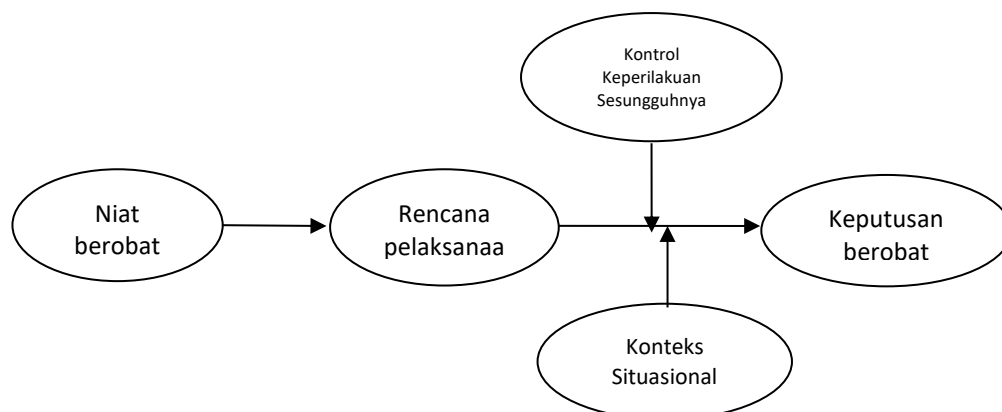 Kontrol
Keperilakuan
Sesungguhnya
Niat
berobat
Rencana
pelaksanaa
Keputusan
berobat
Konteks
Situasional